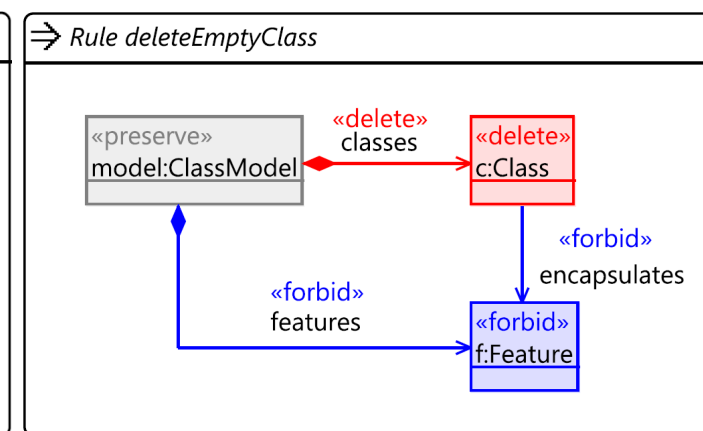 Rule deleteEmptyClass
«delete»
classes
«preserve»
model:ClassModel
«delete»
c:Class
«forbid»
encapsulates
«forbid»
features
«forbid»
f:Feature